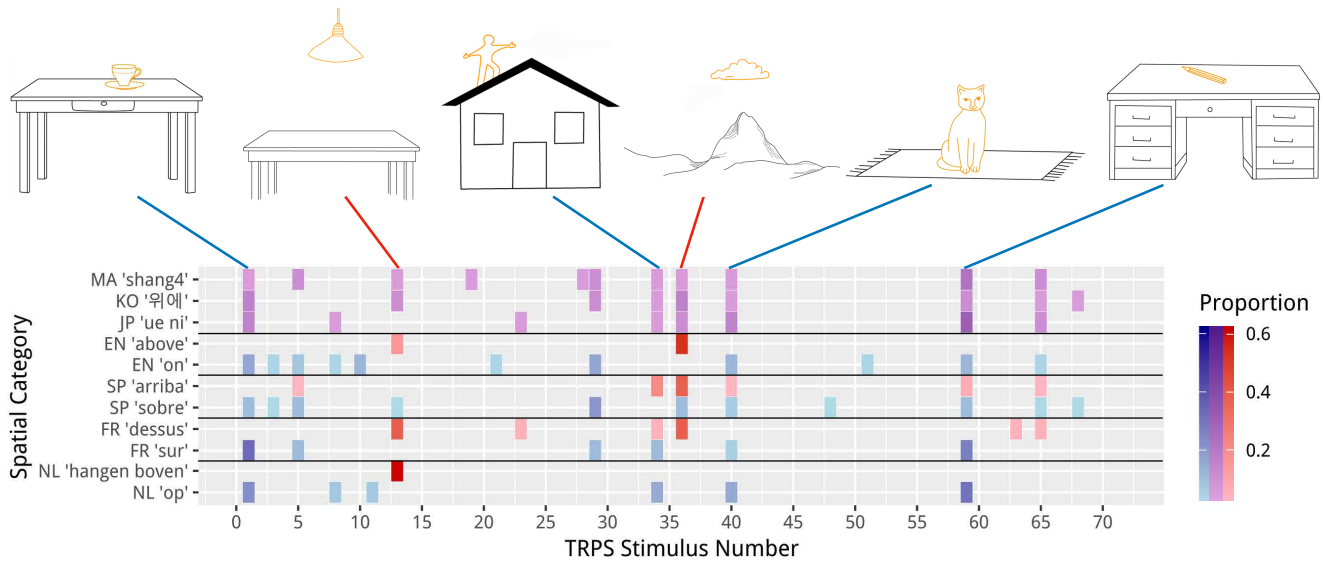 MA 'shang4'
KO '위에'
JP 'ue ni'
EN 'above'
EN 'on'
SP 'arriba'
SP 'sobre'
FR 'dessus'
FR 'sur'
NL 'hangen boven'
NL 'op'
Spatial Category
0 5 10 15 20 25 30 35 40 45 50 55 60 65 70
TRPS Stimulus Number
Proportion
0.6
0.4
0.2